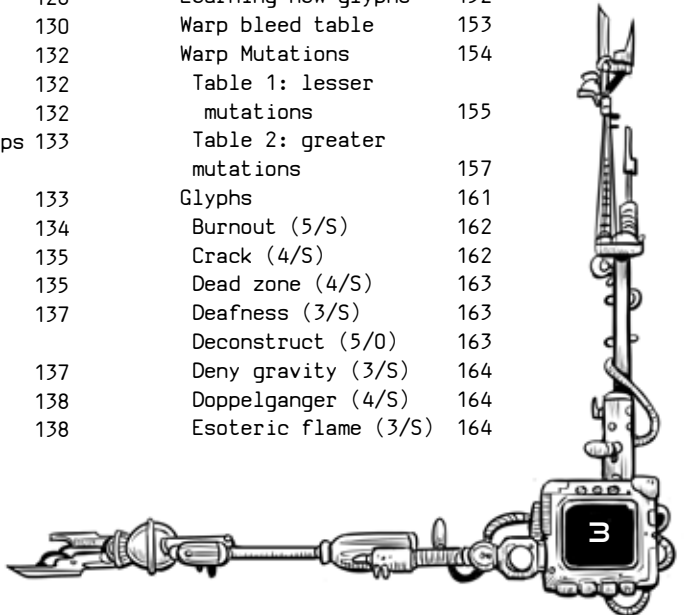 130
132
132
132
ps 133
133
134
135
135
137
137
138
138
Learning new glyphs
Warp bleed table 153
Warp Mutations 154
Table 1: lesser
mutations 155
Table 2: greater
mutations 157
Glyphs 161
Burnout (5/S) 162
Crack (4/S) 162
Dead zone (4/S) 163
Deafness (3/S) 163
Deconstruct (5/O) 163
Deny gravity (3/S) 164
Doppelganger (4/S) 164
Esoteric flame (3/S) 164
3